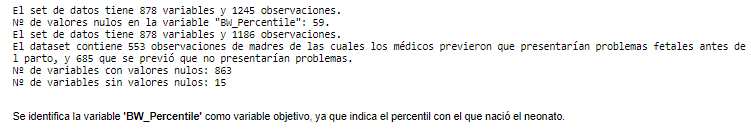 El set de datos tiene 878 variables y 1245 observaciones.
Nº de valores nulos en la variable "BW_Percentile": 59.
El set de datos tiene 878 variables y 1186 observaciones.
El dataset contiene 553 observaciones de madres de las cuales los médicos previeron que presentarían problemas fetales antes de
l parto, y 685 que se previó que no presentarían problemas.
Nº de variables con valores nulos: 863
Nº de variables sin valores nulos: 15
Se identifica la variable 'BW_Percentile' como variable objetivo, ya que indica el percentil con el que nació el neonato.